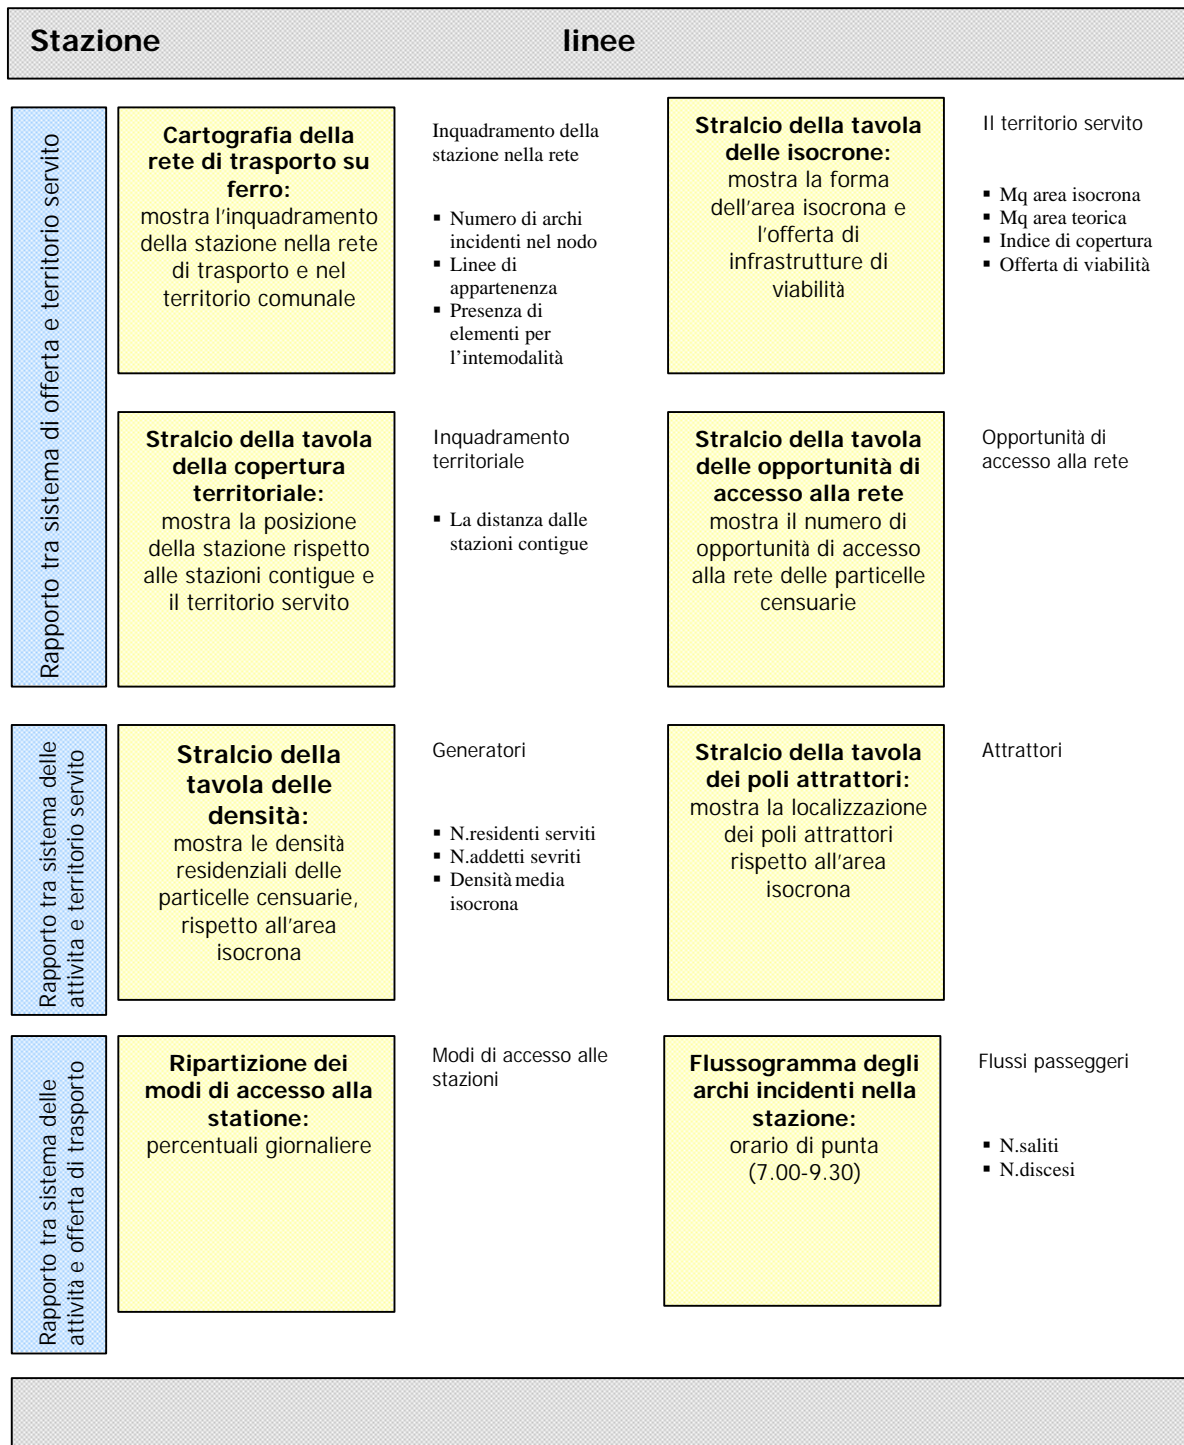 Stazione linee
Rapporto tra sistema di offerta e territorio servito
Cartografia della
rete di trasporto su
ferro:
mostra l'inquadramento
della stazione nella rete
di trasporto e nel
territorio comunale
Inquadramento della
stazione nella rete
▪ Numero di archi
incidenti nel nodo
▪ Linee di
appartenenza
▪ Presenza di
elementi per
l'intemodalità
Stralcio della tavola
delle isocrone:
mostra la forma
dell'area isocrona e
l'offerta di
infrastrutture di
viabilità
Il territorio servito
▪ Mq area isocrona
▪ Mq area teorica
▪ Indice di copertura
▪ Offerta di viabilità
Stralcio della tavola
della copertura
territoriale:
mostra la posizione
della stazione rispetto
alle stazioni contigue e
il territorio servito
Inquadramento
territoriale
▪ La distanza dalle
stazioni contigue
Stralcio della tavola
delle opportunità di
accesso alla rete
mostra il numero di
opportunità di accesso
alla rete delle particelle
censuarie
Opportunità di
accesso alla rete
Rapporto tra sistema delle
attivita e territorio servito
Stralcio della
tavola delle
densità:
mostra le densità
residenziali delle
particelle censuarie,
rispetto all'area
isocrona
Generatori
▪ N.residenti serviti
▪ N.addetti sevriti
▪ Densità media
isocrona
Stralcio della tavola
dei poli attrattori:
mostra la localizzazione
dei poli attrattori
rispetto all'area
isocrona
Attrattori
Rapporto tra sistema delle
attività e offerta di trasporto
Ripartizione dei
modi di accesso alla
statione:
percentuali giornaliere
Modi di accesso alle
stazioni
Flussogramma degli
archi incidenti nella
stazione:
orario di punta
(7.00-9.30)
Flussi passeggeri
▪ N.saliti
▪ N.discesi